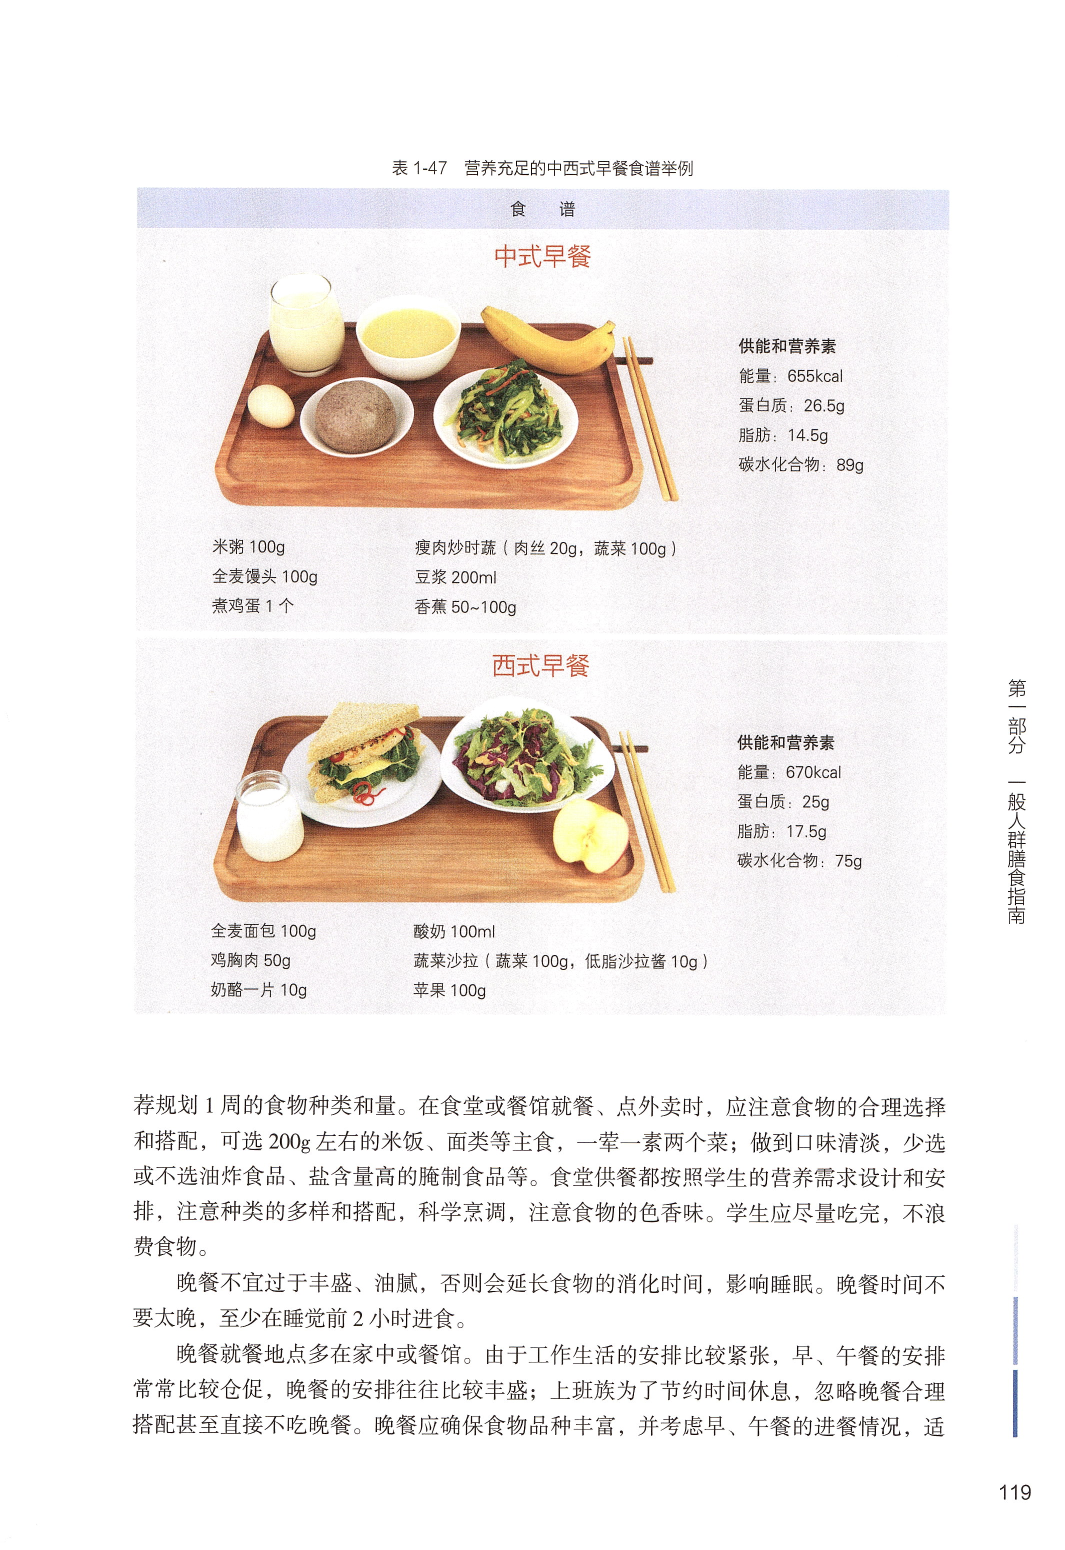 表 1-47　营养充足的中西式早餐食谱举例
食　谱
中式早餐
供能和营养素
能量：655kcal
蛋白质：26.5g
脂肪：14.5g
碳水化合物：89g
米粥 100g
全麦馒头 100g
煮鸡蛋 1 个
瘦肉炒时蔬（肉丝 20g，蔬菜 100g）
豆浆 200ml
香蕉 50~100g
西式早餐
供能和营养素
能量：670kcal
蛋白质：25g
脂肪：17.5g
碳水化合物：75g
全麦面包 100g
鸡胸肉 50g
奶酪一片 10g
酸奶 100ml
蔬菜沙拉（蔬菜 100g，低脂沙拉酱 10g）
苹果 100g
第一部分　一般人群膳食指南
荐规划 1 周的食物种类和量。在食堂或餐馆就餐、点外卖时，应注意食物的合理选择
和搭配，可选 200g 左右的米饭、面类等主食，一荤一素两个菜；做到口味清淡，少选
或不选油炸食品、盐含量高的腌制食品等。食堂供餐都按照学生的营养需求设计和安
排，注意种类的多样和搭配，科学烹调，注意食物的色香味。学生应尽量吃完，不浪
费食物。
晚餐不宜过于丰盛、油腻，否则会延长食物的消化时间，影响睡眠。晚餐时间不
要太晚，至少在睡觉前 2 小时进食。
晚餐就餐地点多在家中或餐馆。由于工作生活的安排比较紧张，早、午餐的安排
常常比较仓促，晚餐的安排往往比较丰盛；上班族为了节约时间休息，忽略晚餐合理
搭配甚至直接不吃晚餐。晚餐应确保食物品种丰富，并考虑早、午餐的进餐情况，适
119